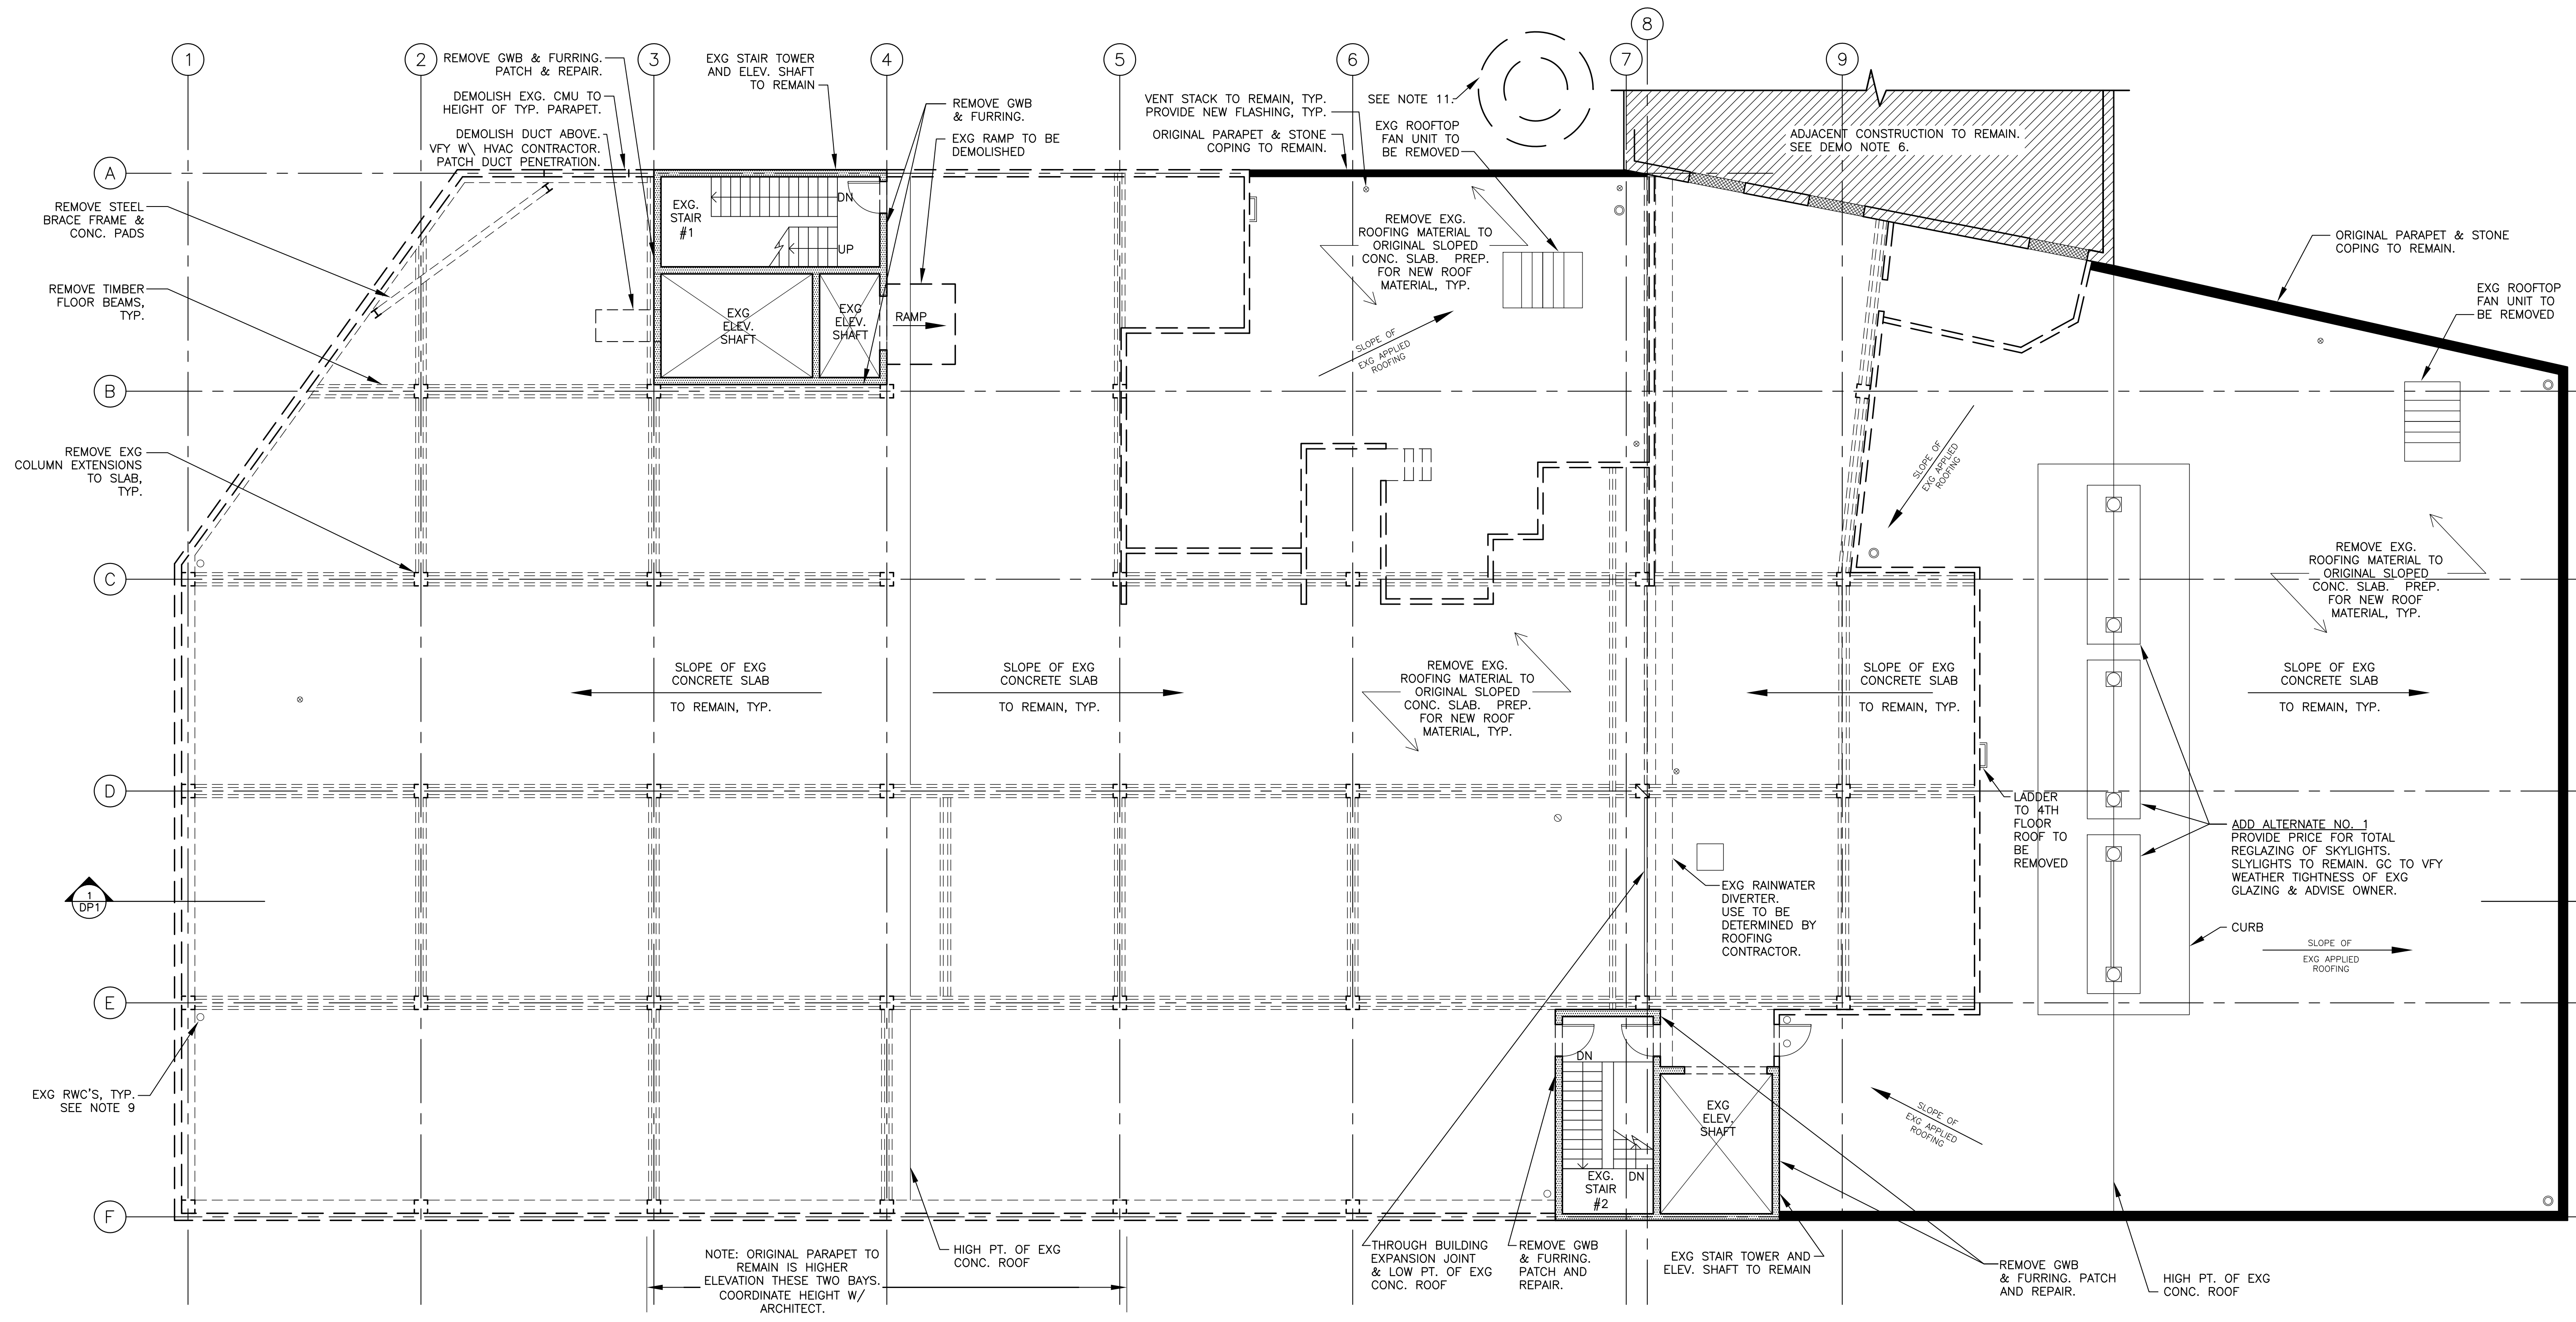 1
2
3
4
5
6
7
8
9
A
B
C
D
E
F
REMOVE GWB & FURRING.
PATCH & REPAIR.
DEMOLISH EXG. CMU TO
HEIGHT OF TYP. PARAPET.
DEMOLISH DUCT ABOVE.
VFY W\ HVAC CONTRACTOR.
PATCH DUCT PENETRATION.
EXG STAIR TOWER
AND ELEV. SHAFT
TO REMAIN
REMOVE GWB
& FURRING.
EXG RAMP TO BE
DEMOLISHED
VENT STACK TO REMAIN, TYP.
PROVIDE NEW FLASHING, TYP.
ORIGINAL PARAPET & STONE
COPING TO REMAIN.
SEE NOTE 11.
EXG ROOFTOP
FAN UNIT TO
BE REMOVED
ADJACENT CONSTRUCTION TO REMAIN.
SEE DEMO NOTE 6.
ORIGINAL PARAPET & STONE
COPING TO REMAIN.
EXG ROOFTOP
FAN UNIT TO
BE REMOVED
REMOVE STEEL
BRACE FRAME &
CONC. PADS
REMOVE TIMBER
FLOOR BEAMS,
TYP.
REMOVE EXG
COLUMN EXTENSIONS
TO SLAB,
TYP.
EXG.
STAIR
#1
DN
UP
EXG
ELEV.
SHAFT
EXG
ELEV.
SHAFT
RAMP
REMOVE EXG.
ROOFING MATERIAL TO
ORIGINAL SLOPED
CONC. SLAB. PREP.
FOR NEW ROOF
MATERIAL, TYP.
SLOPE OF
EXG APPLIED
ROOFING
SLOPE OF
EXG APPLIED
ROOFING
REMOVE EXG.
ROOFING MATERIAL TO
ORIGINAL SLOPED
CONC. SLAB. PREP.
FOR NEW ROOF
MATERIAL, TYP.
SLOPE OF EXG
CONCRETE SLAB
TO REMAIN, TYP.
SLOPE OF EXG
CONCRETE SLAB
TO REMAIN, TYP.
REMOVE EXG.
ROOFING MATERIAL TO
ORIGINAL SLOPED
CONC. SLAB. PREP.
FOR NEW ROOF
MATERIAL, TYP.
SLOPE OF EXG
CONCRETE SLAB
TO REMAIN, TYP.
SLOPE OF EXG
CONCRETE SLAB
TO REMAIN, TYP.
LADDER
TO 4TH
FLOOR
ROOF TO
BE
REMOVED
ADD ALTERNATE NO. 1
PROVIDE PRICE FOR TOTAL
REGLAZING OF SKYLIGHTS.
SLYLIGHTS TO REMAIN. GC TO VFY
WEATHER TIGHTNESS OF EXG
GLAZING & ADVISE OWNER.
CURB
SLOPE OF
EXG APPLIED
ROOFING
1
DP1
EXG RAINWATER
DIVERTER.
USE TO BE
DETERMINED BY
ROOFING
CONTRACTOR.
EXG RWC'S, TYP.
SEE NOTE 9
DN
EXG.
STAIR
#2
DN
EXG
ELEV.
SHAFT
SLOPE OF
EXG APPLIED
ROOFING
NOTE: ORIGINAL PARAPET TO
REMAIN IS HIGHER
ELEVATION THESE TWO BAYS.
COORDINATE HEIGHT W/
ARCHITECT.
HIGH PT. OF EXG
CONC. ROOF
THROUGH BUILDING
EXPANSION JOINT
& LOW PT. OF EXG
CONC. ROOF
REMOVE GWB
& FURRING.
PATCH AND
REPAIR.
EXG STAIR TOWER AND
ELEV. SHAFT TO REMAIN
REMOVE GWB
& FURRING. PATCH
AND REPAIR.
HIGH PT. OF EXG
CONC. ROOF